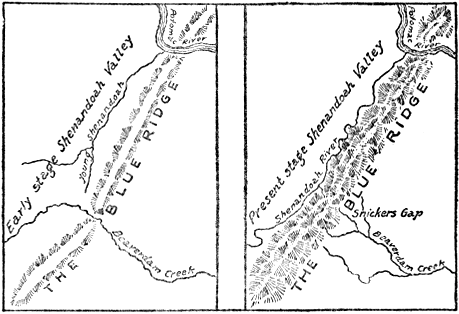 Potomac
River
Early stage Shenandoah Valley
Young Shenandoah
THE BLUE RIDGE
Beaverdam Creek
Potomac
River
Present stage Shenandoah Valley
Shenandoah River
THE BLUE RIDGE
Snickers Gap
Beaverdam Creek